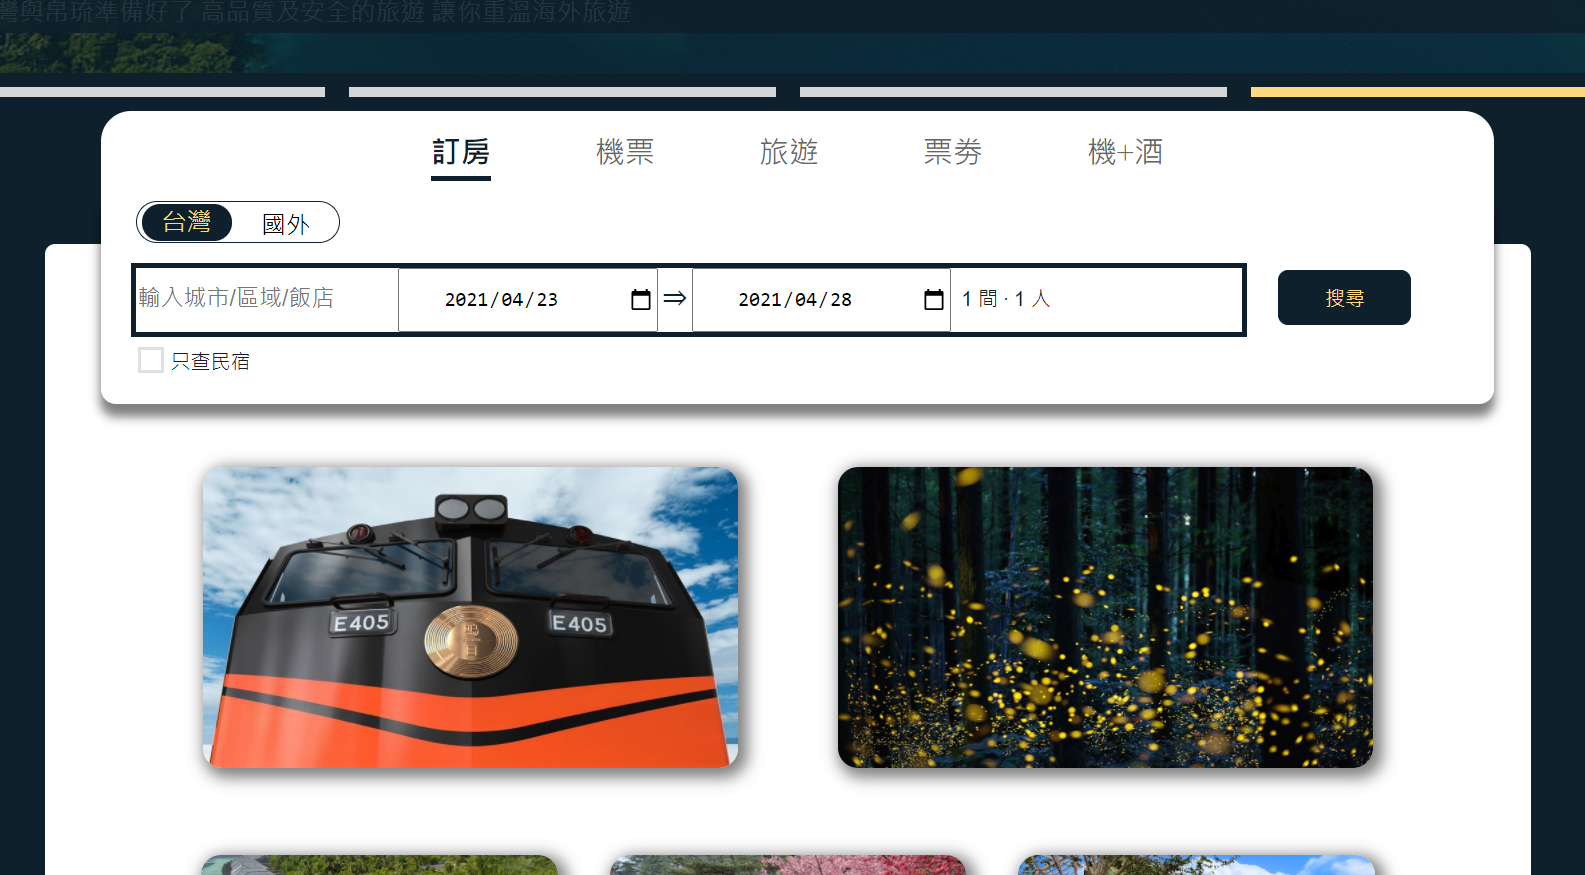 灣與帛琉準備好了 高品質及安全的旅遊 讓你重溫海外旅遊
訂房 機票 旅遊 票劵 機+酒
台灣 國外
輸入城市/區域/飯店 2021/04/23 ⇒ 2021/04/28 1 間 · 1 人 搜尋
只查民宿
E405 E405
鳴日